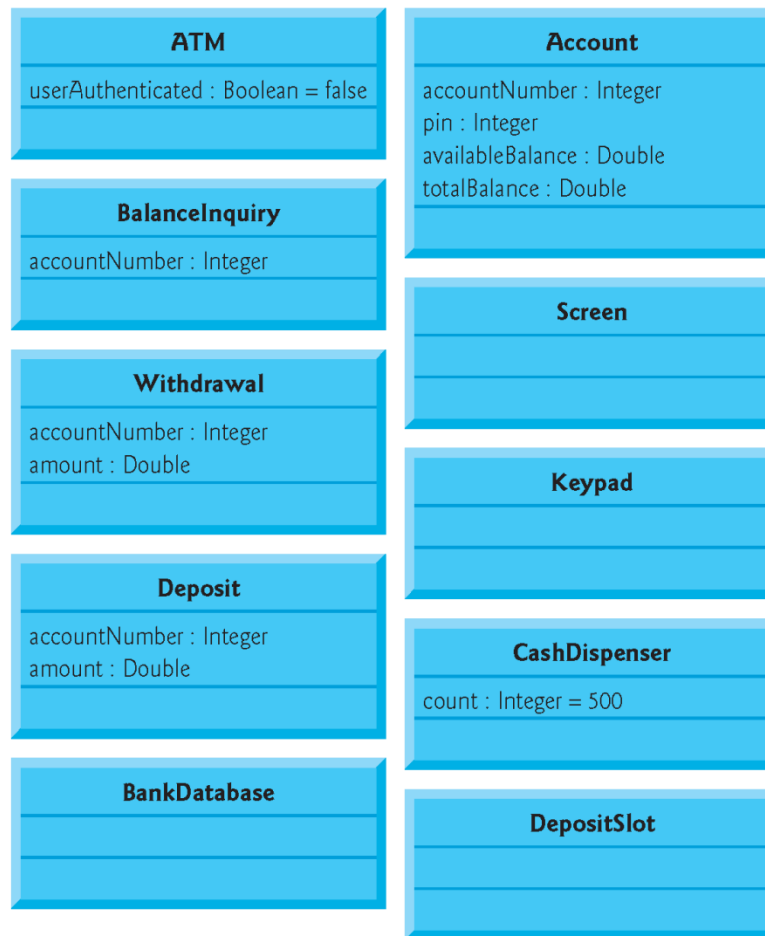 ATM
userAuthenticated : Boolean = false
BalanceInquiry
accountNumber : Integer
Withdrawal
accountNumber : Integer
amount : Double
Deposit
accountNumber : Integer
amount : Double
BankDatabase
Account
accountNumber : Integer
pin : Integer
availableBalance : Double
totalBalance : Double
Screen
Keypad
CashDispenser
count : Integer = 500
DepositSlot